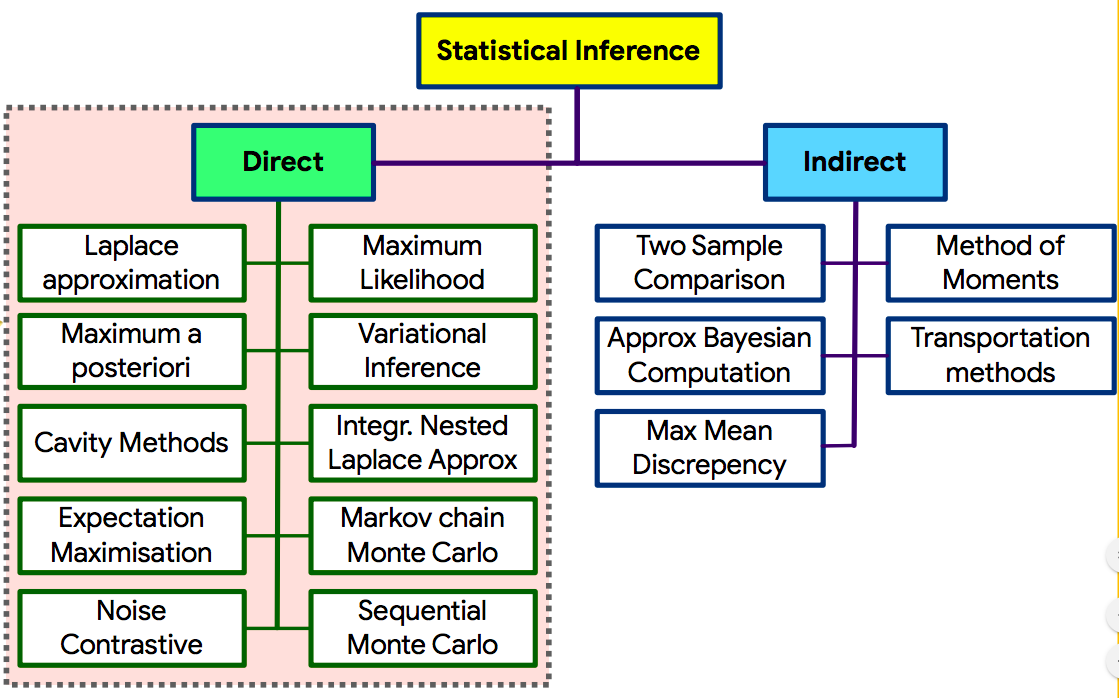 Statistical Inference
Direct
Indirect
Laplace
approximation
Maximum
Likelihood
Maximum a
posteriori
Variational
Inference
Cavity Methods
Integr. Nested
Laplace Approx
Expectation
Maximisation
Markov chain
Monte Carlo
Noise
Contrastive
Sequential
Monte Carlo
Two Sample
Comparison
Method of
Moments
Approx Bayesian
Computation
Transportation
methods
Max Mean
Discrepency